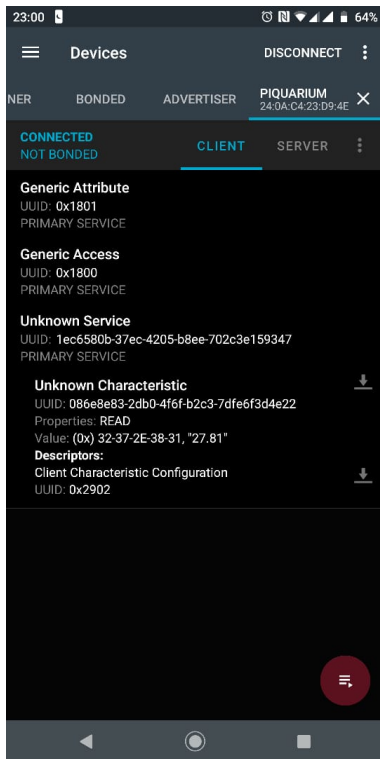 23:00 64%
Devices DISCONNECT
NER BONDED ADVERTISER PIQUARIUM
24:0A:C4:23:D9:4E
CONNECTED
NOT BONDED CLIENT SERVER
Generic Attribute
UUID: 0x1801
PRIMARY SERVICE
Generic Access
UUID: 0x1800
PRIMARY SERVICE
Unknown Service
UUID: 1ec6580b-37ec-4205-b8ee-702c3e159347
PRIMARY SERVICE
Unknown Characteristic
UUID: 086e8e83-2db0-4f6f-b2c3-7dfe6f3d4e22
Properties: READ
Value: (0x) 32-37-2E-38-31, "27.81"
Descriptors:
Client Characteristic Configuration
UUID: 0x2902